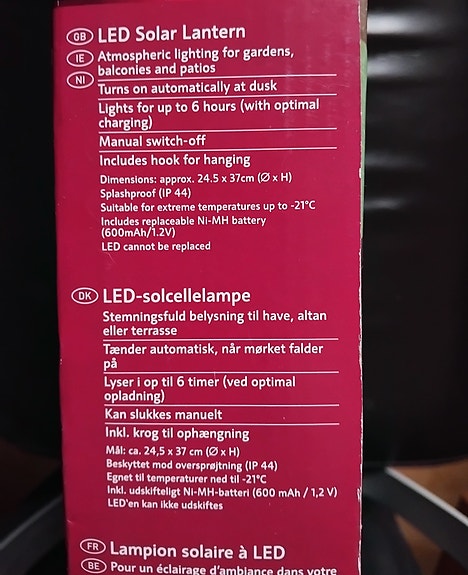 GB LED Solar Lantern
IE Atmospheric lighting for gardens,
NI balconies and patios
Turns on automatically at dusk
Lights for up to 6 hours (with optimal
charging)
Manual switch-off
Includes hook for hanging
Dimensions: approx. 24.5 x 37cm (Ø x H)
Splashproof (IP 44)
Suitable for extreme temperatures up to -21°C
Includes replaceable Ni-MH battery
(600mAh/1.2V)
LED cannot be replaced
DK LED-solcellelampe
Stemningsfuld belysning til have, altan
eller terrasse
Tænder automatisk, når mørket falder
på
Lyser i op til 6 timer (ved optimal
opladning)
Kan slukkes manuelt
Inkl. krog til ophængning
Mål: ca. 24,5 x 37 cm (Ø x H)
Beskyttet mod oversprøjtning (IP 44)
Egnet til temperaturer ned til -21°C
Inkl. udskifteligt Ni-MH-batteri (600 mAh / 1,2 V)
LED'en kan ikke udskiftes
FR Lampion solaire à LED
BE Pour un éclairage d'ambiance dans votre